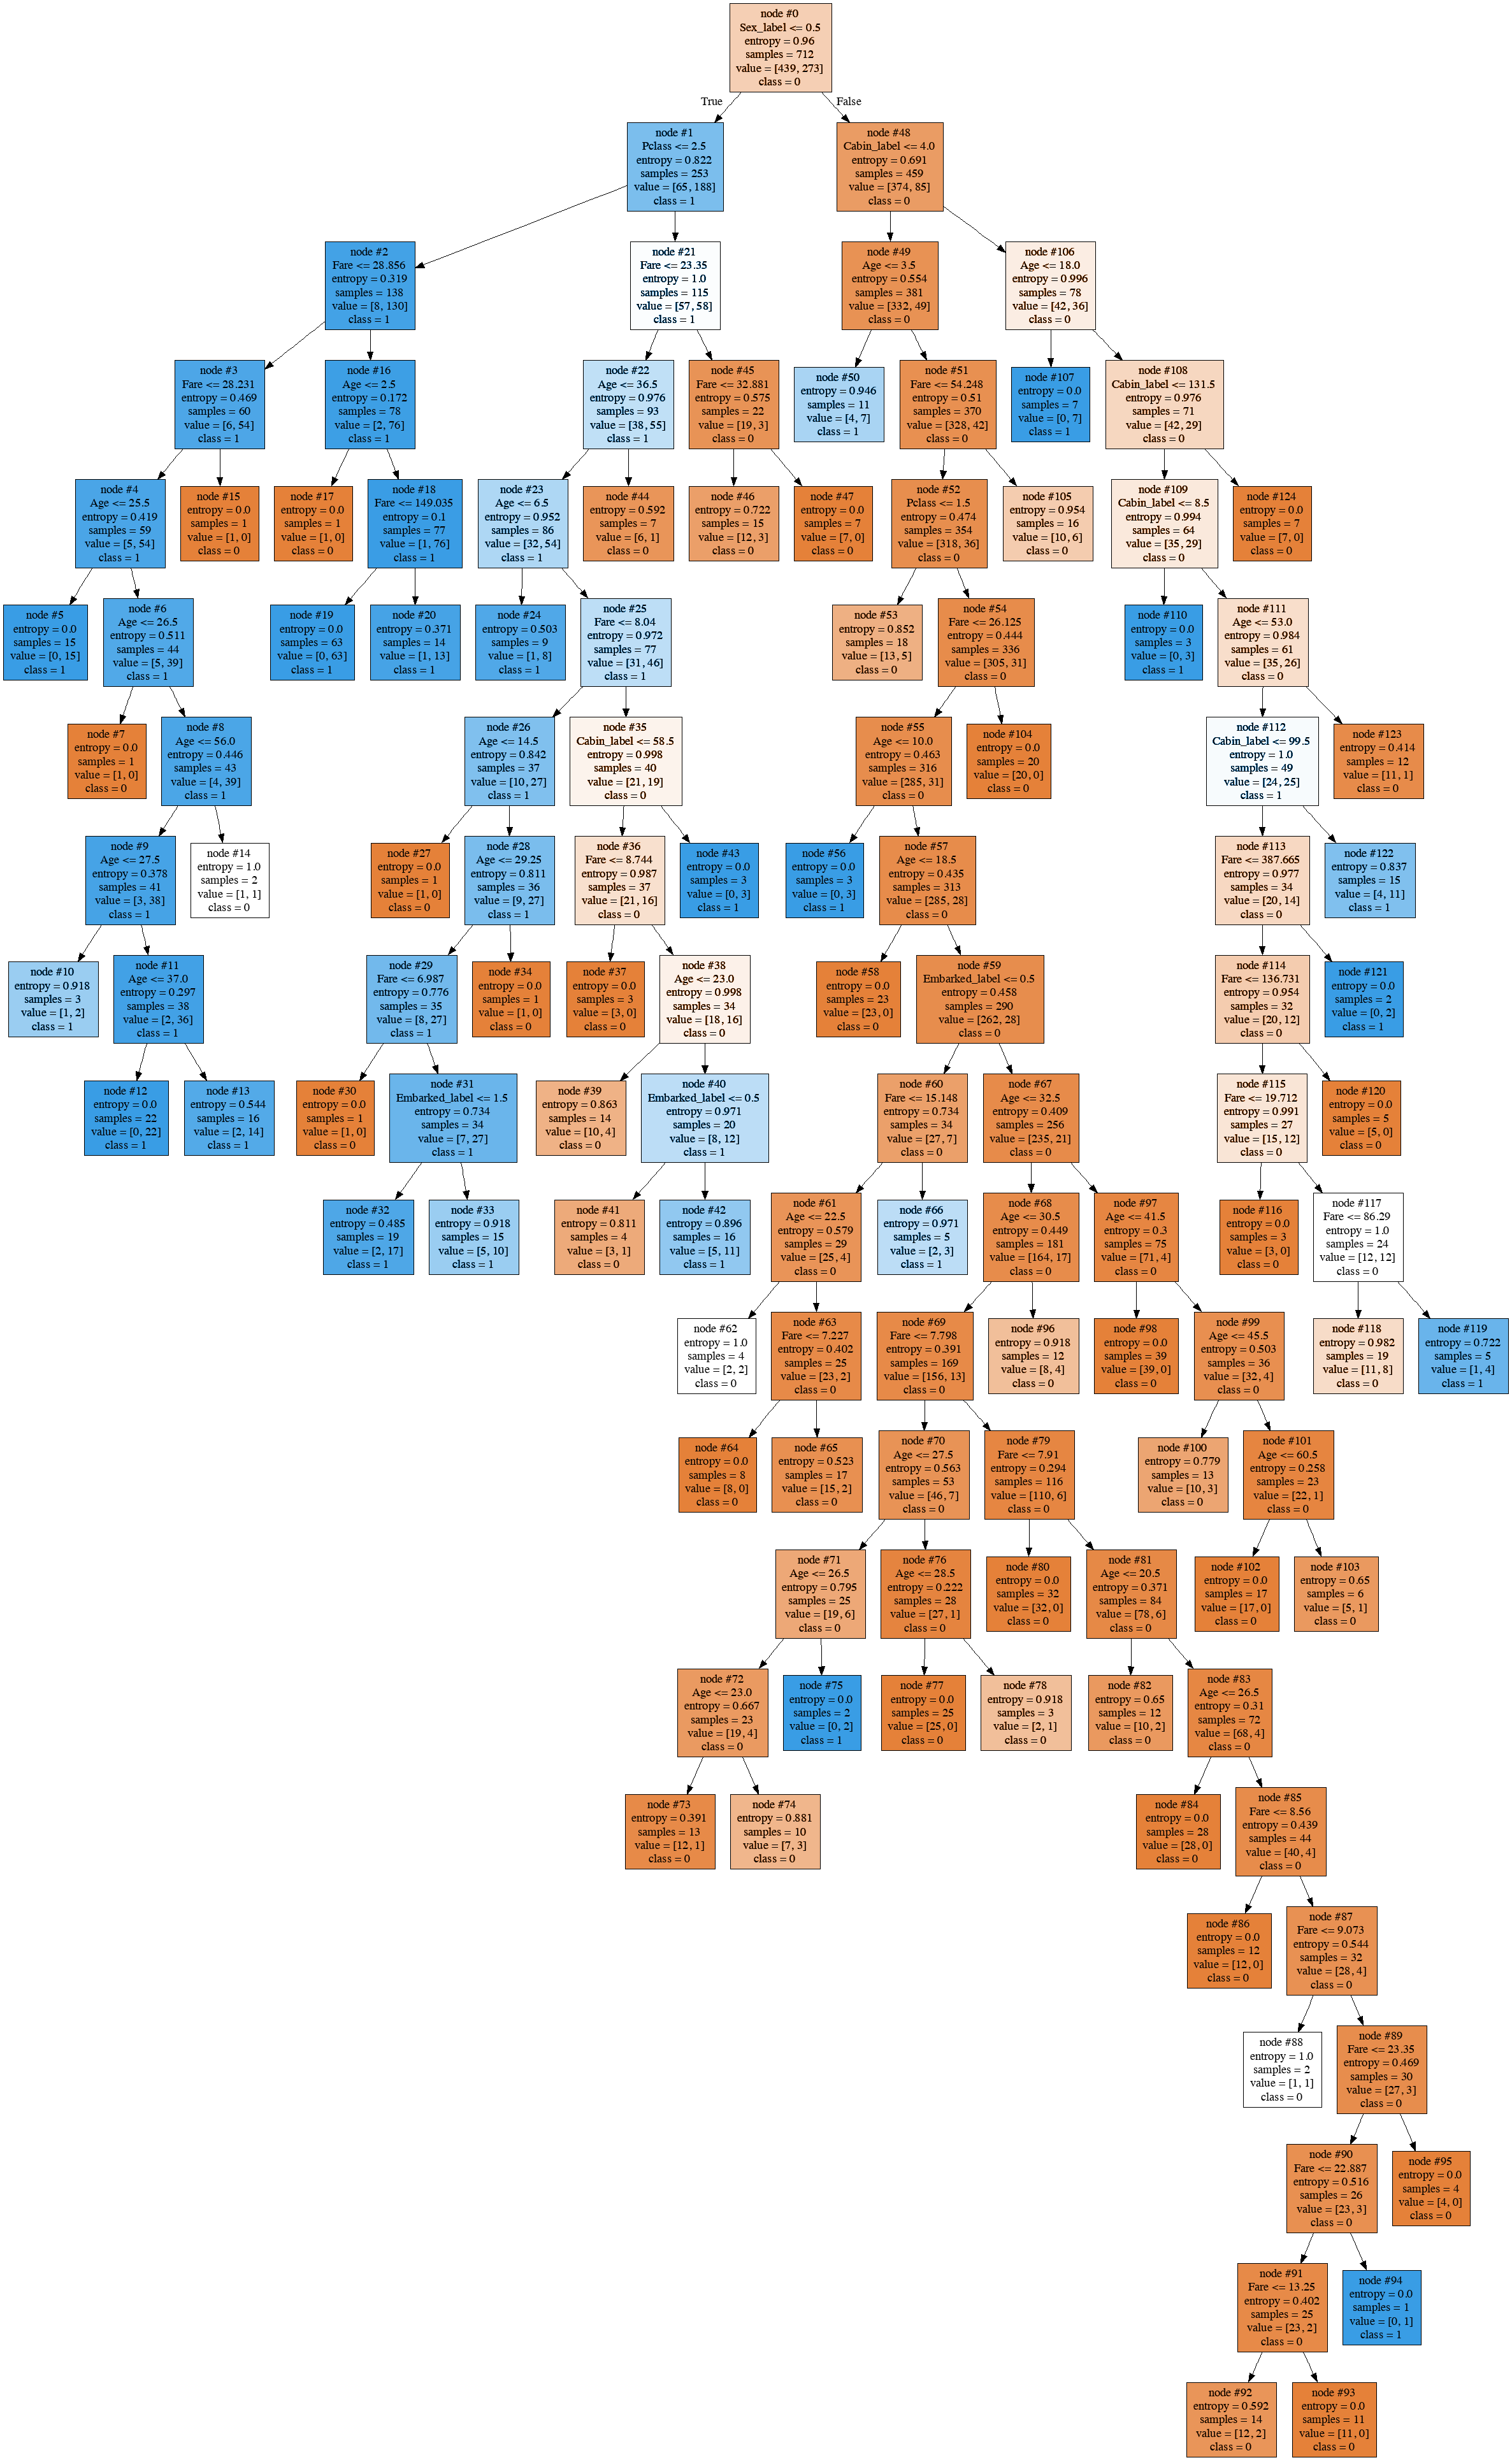 node #0
Sex_label <= 0.5
entropy = 0.96
samples = 712
value = [439, 273]
class = 0
True
False
node #1
Pclass <= 2.5
entropy = 0.822
samples = 253
value = [65, 188]
class = 1
node #48
Cabin_label <= 4.0
entropy = 0.691
samples = 459
value = [374, 85]
class = 0
node #2
Fare <= 28.856
entropy = 0.319
samples = 138
value = [8, 130]
class = 1
node #21
Fare <= 23.35
entropy = 1.0
samples = 115
value = [57, 58]
class = 1
node #49
Age <= 3.5
entropy = 0.554
samples = 381
value = [332, 49]
class = 0
node #106
Age <= 18.0
entropy = 0.996
samples = 78
value = [42, 36]
class = 0
node #3
Fare <= 28.231
entropy = 0.469
samples = 60
value = [6, 54]
class = 1
node #16
Age <= 2.5
entropy = 0.172
samples = 78
value = [2, 76]
class = 1
node #22
Age <= 36.5
entropy = 0.976
samples = 93
value = [38, 55]
class = 1
node #45
Fare <= 32.881
entropy = 0.575
samples = 22
value = [19, 3]
class = 0
node #50
entropy = 0.946
samples = 11
value = [4, 7]
class = 1
node #51
Fare <= 54.248
entropy = 0.51
samples = 370
value = [328, 42]
class = 0
node #107
entropy = 0.0
samples = 7
value = [0, 7]
class = 1
node #108
Cabin_label <= 131.5
entropy = 0.976
samples = 71
value = [42, 29]
class = 0
node #4
Age <= 25.5
entropy = 0.419
samples = 59
value = [5, 54]
class = 1
node #15
entropy = 0.0
samples = 1
value = [1, 0]
class = 0
node #17
entropy = 0.0
samples = 1
value = [1, 0]
class = 0
node #18
Fare <= 149.035
entropy = 0.1
samples = 77
value = [1, 76]
class = 1
node #23
Age <= 6.5
entropy = 0.952
samples = 86
value = [32, 54]
class = 1
node #44
entropy = 0.592
samples = 7
value = [6, 1]
class = 0
node #46
entropy = 0.722
samples = 15
value = [12, 3]
class = 0
node #47
entropy = 0.0
samples = 7
value = [7, 0]
class = 0
node #52
Pclass <= 1.5
entropy = 0.474
samples = 354
value = [318, 36]
class = 0
node #105
entropy = 0.954
samples = 16
value = [10, 6]
class = 0
node #109
Cabin_label <= 8.5
entropy = 0.994
samples = 64
value = [35, 29]
class = 0
node #124
entropy = 0.0
samples = 7
value = [7, 0]
class = 0
node #5
entropy = 0.0
samples = 15
value = [0, 15]
class = 1
node #6
Age <= 26.5
entropy = 0.511
samples = 44
value = [5, 39]
class = 1
node #19
entropy = 0.0
samples = 63
value = [0, 63]
class = 1
node #20
entropy = 0.371
samples = 14
value = [1, 13]
class = 1
node #24
entropy = 0.503
samples = 9
value = [1, 8]
class = 1
node #25
Fare <= 8.04
entropy = 0.972
samples = 77
value = [31, 46]
class = 1
node #53
entropy = 0.852
samples = 18
value = [13, 5]
class = 0
node #54
Fare <= 26.125
entropy = 0.444
samples = 336
value = [305, 31]
class = 0
node #110
entropy = 0.0
samples = 3
value = [0, 3]
class = 1
node #111
Age <= 53.0
entropy = 0.984
samples = 61
value = [35, 26]
class = 0
node #7
entropy = 0.0
samples = 1
value = [1, 0]
class = 0
node #8
Age <= 56.0
entropy = 0.446
samples = 43
value = [4, 39]
class = 1
node #26
Age <= 14.5
entropy = 0.842
samples = 37
value = [10, 27]
class = 1
node #35
Cabin_label <= 58.5
entropy = 0.998
samples = 40
value = [21, 19]
class = 0
node #55
Age <= 10.0
entropy = 0.463
samples = 316
value = [285, 31]
class = 0
node #104
entropy = 0.0
samples = 20
value = [20, 0]
class = 0
node #112
Cabin_label <= 99.5
entropy = 1.0
samples = 49
value = [24, 25]
class = 1
node #123
entropy = 0.414
samples = 12
value = [11, 1]
class = 0
node #9
Age <= 27.5
entropy = 0.378
samples = 41
value = [3, 38]
class = 1
node #14
entropy = 1.0
samples = 2
value = [1, 1]
class = 0
node #27
entropy = 0.0
samples = 1
value = [1, 0]
class = 0
node #28
Age <= 29.25
entropy = 0.811
samples = 36
value = [9, 27]
class = 1
node #36
Fare <= 8.744
entropy = 0.987
samples = 37
value = [21, 16]
class = 0
node #43
entropy = 0.0
samples = 3
value = [0, 3]
class = 1
node #56
entropy = 0.0
samples = 3
value = [0, 3]
class = 1
node #57
Age <= 18.5
entropy = 0.435
samples = 313
value = [285, 28]
class = 0
node #113
Fare <= 387.665
entropy = 0.977
samples = 34
value = [20, 14]
class = 0
node #122
entropy = 0.837
samples = 15
value = [4, 11]
class = 1
node #10
entropy = 0.918
samples = 3
value = [1, 2]
class = 1
node #11
Age <= 37.0
entropy = 0.297
samples = 38
value = [2, 36]
class = 1
node #29
Fare <= 6.987
entropy = 0.776
samples = 35
value = [8, 27]
class = 1
node #34
entropy = 0.0
samples = 1
value = [1, 0]
class = 0
node #37
entropy = 0.0
samples = 3
value = [3, 0]
class = 0
node #38
Age <= 23.0
entropy = 0.998
samples = 34
value = [18, 16]
class = 0
node #58
entropy = 0.0
samples = 23
value = [23, 0]
class = 0
node #59
Embarked_label <= 0.5
entropy = 0.458
samples = 290
value = [262, 28]
class = 0
node #114
Fare <= 136.731
entropy = 0.954
samples = 32
value = [20, 12]
class = 0
node #121
entropy = 0.0
samples = 2
value = [0, 2]
class = 1
node #12
entropy = 0.0
samples = 22
value = [0, 22]
class = 1
node #13
entropy = 0.544
samples = 16
value = [2, 14]
class = 1
node #30
entropy = 0.0
samples = 1
value = [1, 0]
class = 0
node #31
Embarked_label <= 1.5
entropy = 0.734
samples = 34
value = [7, 27]
class = 1
node #39
entropy = 0.863
samples = 14
value = [10, 4]
class = 0
node #40
Embarked_label <= 0.5
entropy = 0.971
samples = 20
value = [8, 12]
class = 1
node #60
Fare <= 15.148
entropy = 0.734
samples = 34
value = [27, 7]
class = 0
node #67
Age <= 32.5
entropy = 0.409
samples = 256
value = [235, 21]
class = 0
node #115
Fare <= 19.712
entropy = 0.991
samples = 27
value = [15, 12]
class = 0
node #120
entropy = 0.0
samples = 5
value = [5, 0]
class = 0
node #32
entropy = 0.485
samples = 19
value = [2, 17]
class = 1
node #33
entropy = 0.918
samples = 15
value = [5, 10]
class = 1
node #41
entropy = 0.811
samples = 4
value = [3, 1]
class = 0
node #42
entropy = 0.896
samples = 16
value = [5, 11]
class = 1
node #61
Age <= 22.5
entropy = 0.579
samples = 29
value = [25, 4]
class = 0
node #66
entropy = 0.971
samples = 5
value = [2, 3]
class = 1
node #68
Age <= 30.5
entropy = 0.449
samples = 181
value = [164, 17]
class = 0
node #97
Age <= 41.5
entropy = 0.3
samples = 75
value = [71, 4]
class = 0
node #116
entropy = 0.0
samples = 3
value = [3, 0]
class = 0
node #117
Fare <= 86.29
entropy = 1.0
samples = 24
value = [12, 12]
class = 0
node #62
entropy = 1.0
samples = 4
value = [2, 2]
class = 0
node #63
Fare <= 7.227
entropy = 0.402
samples = 25
value = [23, 2]
class = 0
node #69
Fare <= 7.798
entropy = 0.391
samples = 169
value = [156, 13]
class = 0
node #96
entropy = 0.918
samples = 12
value = [8, 4]
class = 0
node #98
entropy = 0.0
samples = 39
value = [39, 0]
class = 0
node #99
Age <= 45.5
entropy = 0.503
samples = 36
value = [32, 4]
class = 0
node #118
entropy = 0.982
samples = 19
value = [11, 8]
class = 0
node #119
entropy = 0.722
samples = 5
value = [1, 4]
class = 1
node #64
entropy = 0.0
samples = 8
value = [8, 0]
class = 0
node #65
entropy = 0.523
samples = 17
value = [15, 2]
class = 0
node #70
Age <= 27.5
entropy = 0.563
samples = 53
value = [46, 7]
class = 0
node #79
Fare <= 7.91
entropy = 0.294
samples = 116
value = [110, 6]
class = 0
node #100
entropy = 0.779
samples = 13
value = [10, 3]
class = 0
node #101
Age <= 60.5
entropy = 0.258
samples = 23
value = [22, 1]
class = 0
node #71
Age <= 26.5
entropy = 0.795
samples = 25
value = [19, 6]
class = 0
node #76
Age <= 28.5
entropy = 0.222
samples = 28
value = [27, 1]
class = 0
node #80
entropy = 0.0
samples = 32
value = [32, 0]
class = 0
node #81
Age <= 20.5
entropy = 0.371
samples = 84
value = [78, 6]
class = 0
node #102
entropy = 0.0
samples = 17
value = [17, 0]
class = 0
node #103
entropy = 0.65
samples = 6
value = [5, 1]
class = 0
node #72
Age <= 23.0
entropy = 0.667
samples = 23
value = [19, 4]
class = 0
node #75
entropy = 0.0
samples = 2
value = [0, 2]
class = 1
node #77
entropy = 0.0
samples = 25
value = [25, 0]
class = 0
node #78
entropy = 0.918
samples = 3
value = [2, 1]
class = 0
node #82
entropy = 0.65
samples = 12
value = [10, 2]
class = 0
node #83
Age <= 26.5
entropy = 0.31
samples = 72
value = [68, 4]
class = 0
node #73
entropy = 0.391
samples = 13
value = [12, 1]
class = 0
node #74
entropy = 0.881
samples = 10
value = [7, 3]
class = 0
node #84
entropy = 0.0
samples = 28
value = [28, 0]
class = 0
node #85
Fare <= 8.56
entropy = 0.439
samples = 44
value = [40, 4]
class = 0
node #86
entropy = 0.0
samples = 12
value = [12, 0]
class = 0
node #87
Fare <= 9.073
entropy = 0.544
samples = 32
value = [28, 4]
class = 0
node #88
entropy = 1.0
samples = 2
value = [1, 1]
class = 0
node #89
Fare <= 23.35
entropy = 0.469
samples = 30
value = [27, 3]
class = 0
node #90
Fare <= 22.887
entropy = 0.516
samples = 26
value = [23, 3]
class = 0
node #95
entropy = 0.0
samples = 4
value = [4, 0]
class = 0
node #91
Fare <= 13.25
entropy = 0.402
samples = 25
value = [23, 2]
class = 0
node #94
entropy = 0.0
samples = 1
value = [0, 1]
class = 1
node #92
entropy = 0.592
samples = 14
value = [12, 2]
class = 0
node #93
entropy = 0.0
samples = 11
value = [11, 0]
class = 0